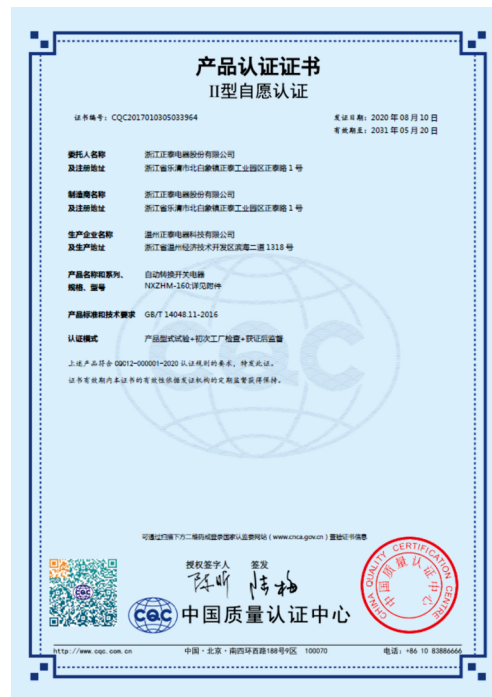 产品认证证书
II型自愿认证
证书编号：CQC2017010305033964
发证日期：2020年08月10日
有效期至：2031年05月20日
委托人名称 浙江正泰电器股份有限公司
及注册地址 浙江省乐清市北白象镇正泰工业园区正泰路1号
制造商名称 浙江正泰电器股份有限公司
及注册地址 浙江省乐清市北白象镇正泰工业园区正泰路1号
生产企业名称 温州正泰电器科技有限公司
及生产地址 浙江省温州经济技术开发区滨海二道1318号
产品名称和系列、 自动转换开关电器
规格、型号 NXZHM-160;详见附件
产品标准和技术要求 GB/T 14048.11-2016
认证模式 产品型式试验+初次工厂检查+获证后监督
上述产品符合CQC12-000001-2020认证规则的要求，特发此证。
证书有效期内本证书的有效性依据发证机构的定期监督获得保持。
CQC
可通过扫描下方二维码或登录国家认监委网站（www.cnca.gov.cn）查验证书信息
授权签字人 签发
陈昕 陆梅
CQC
CQC 中国质量认证中心
CHINA QUALITY CERTIFICATION CENTRE
中国质量认证中心
http://www.cqc.com.cn 中国·北京·南四环西路188号9区 100070 电话：+86 10 83886666